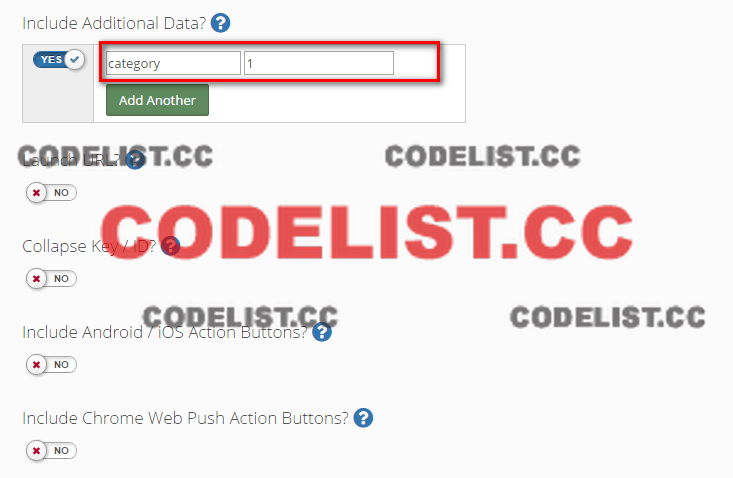 Include Additional Data? ?
YES category 1
Add Another
CODELIST.CC CODELIST.CC
Launch URL? ?
NO
CODELIST.CC
Collapse Key / ID? ?
NO
CODELIST.CC CODELIST.CC
Include Android / iOS Action Buttons? ?
NO
Include Chrome Web Push Action Buttons? ?
NO